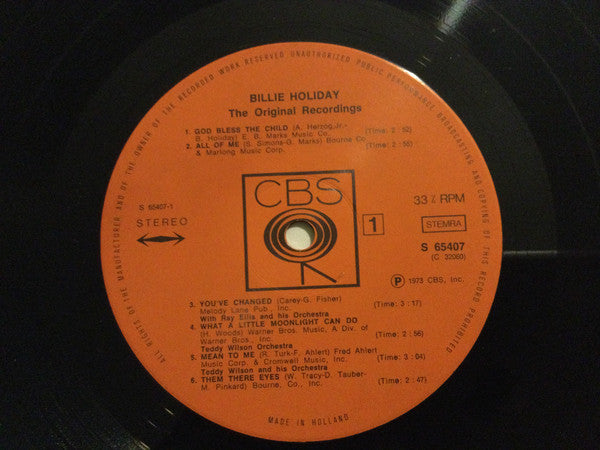 ALL RIGHTS OF THE MANUFACTURER AND OF THE OWNER OF THE RECORDED WORK RESERVED UNAUTHORIZED PUBLIC PERFORMANCE BROADCASTING AND COPYING OF THIS RECORD PROHIBITED
BILLIE HOLIDAY
The Original Recordings
1. GOD BLESS THE CHILD (A. Herzog.Jr.- (Time: 2 : 52)
B. Holiday) E. B. Marks Music Co.
2. ALL OF ME (S. Simons-G. Marks) Bourne Co. (Time: 2 : 55)
& Marlong Music Corp.
CBS
S 65407-1
STEREO
1
33⅓ RPM
STEMRA
S 65407
(C 32060)
℗ 1973 CBS, Inc.
3. YOU'VE CHANGED (Carey-G. Fisher) (Time: 3 : 17)
Melody Lane Pub., Inc.
With Ray Ellis and his Orchestra
4. WHAT A LITTLE MOONLIGHT CAN DO
(H. Woods) Warner Bros. Music, A Div. of (Time: 2 : 56)
Warner Bros., Inc.
Teddy Wilson Orchestra
5. MEAN TO ME (R. Turk-F. Ahlert) Fred Ahlert (Time: 3 : 04)
Music Corp. & Cromwell Music, Inc.
Teddy Wilson and his Orchestra
6. THEM THERE EYES (W. Tracy-D. Tauber- (Time: 2 : 47)
M. Pinkard) Bourne, Co., Inc.
MADE IN HOLLAND